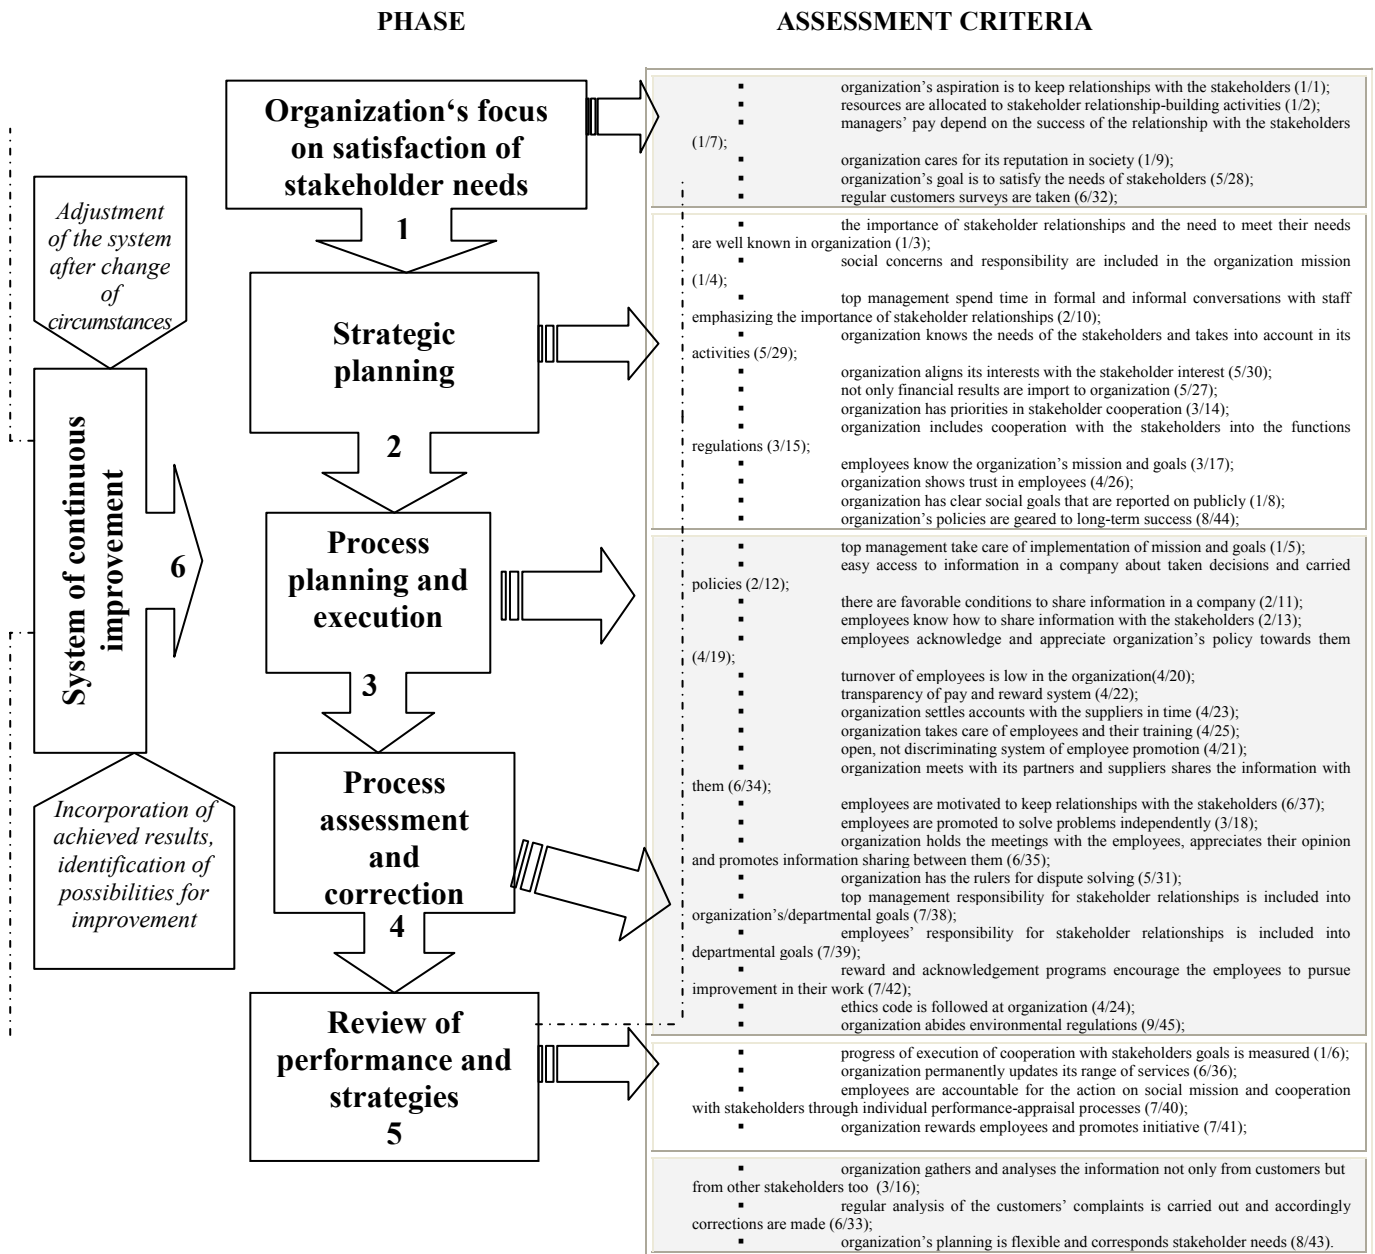 PHASE
ASSESSMENT CRITERIA
Organization‘s focus
on satisfaction of
stakeholder needs
1
Strategic
planning
2
Process
planning and
execution
3
Process
assessment
and
correction
4
Review of
performance and
strategies
5
Adjustment
of the system
after change
of
circumstances
System of continuous
improvement
6
Incorporation of
achieved results,
identification of
possibilities for
improvement
▪ organization’s aspiration is to keep relationships with the stakeholders (1/1);
▪ resources are allocated to stakeholder relationship-building activities (1/2);
▪ managers’ pay depend on the success of the relationship with the stakeholders
(1/7);
▪ organization cares for its reputation in society (1/9);
▪ organization’s goal is to satisfy the needs of stakeholders (5/28);
▪ regular customers surveys are taken (6/32);
▪ the importance of stakeholder relationships and the need to meet their needs
are well known in organization (1/3);
▪ social concerns and responsibility are included in the organization mission
(1/4);
▪ top management spend time in formal and informal conversations with staff
emphasizing the importance of stakeholder relationships (2/10);
▪ organization knows the needs of the stakeholders and takes into account in its
activities (5/29);
▪ organization aligns its interests with the stakeholder interest (5/30);
▪ not only financial results are import to organization (5/27);
▪ organization has priorities in stakeholder cooperation (3/14);
▪ organization includes cooperation with the stakeholders into the functions
regulations (3/15);
▪ employees know the organization’s mission and goals (3/17);
▪ organization shows trust in employees (4/26);
▪ organization has clear social goals that are reported on publicly (1/8);
▪ organization’s policies are geared to long-term success (8/44);
▪ top management take care of implementation of mission and goals (1/5);
▪ easy access to information in a company about taken decisions and carried
policies (2/12);
▪ there are favorable conditions to share information in a company (2/11);
▪ employees know how to share information with the stakeholders (2/13);
▪ employees acknowledge and appreciate organization’s policy towards them
(4/19);
▪ turnover of employees is low in the organization(4/20);
▪ transparency of pay and reward system (4/22);
▪ organization settles accounts with the suppliers in time (4/23);
▪ organization takes care of employees and their training (4/25);
▪ open, not discriminating system of employee promotion (4/21);
▪ organization meets with its partners and suppliers shares the information with
them (6/34);
▪ employees are motivated to keep relationships with the stakeholders (6/37);
▪ employees are promoted to solve problems independently (3/18);
▪ organization holds the meetings with the employees, appreciates their opinion
and promotes information sharing between them (6/35);
▪ organization has the rulers for dispute solving (5/31);
▪ top management responsibility for stakeholder relationships is included into
organization’s/departmental goals (7/38);
▪ employees’ responsibility for stakeholder relationships is included into
departmental goals (7/39);
▪ reward and acknowledgement programs encourage the employees to pursue
improvement in their work (7/42);
▪ ethics code is followed at organization (4/24);
▪ organization abides environmental regulations (9/45);
▪ progress of execution of cooperation with stakeholders goals is measured (1/6);
▪ organization permanently updates its range of services (6/36);
▪ employees are accountable for the action on social mission and cooperation
with stakeholders through individual performance-appraisal processes (7/40);
▪ organization rewards employees and promotes initiative (7/41);
▪ organization gathers and analyses the information not only from customers but
from other stakeholders too (3/16);
▪ regular analysis of the customers’ complaints is carried out and accordingly
corrections are made (6/33);
▪ organization’s planning is flexible and corresponds stakeholder needs (8/43).